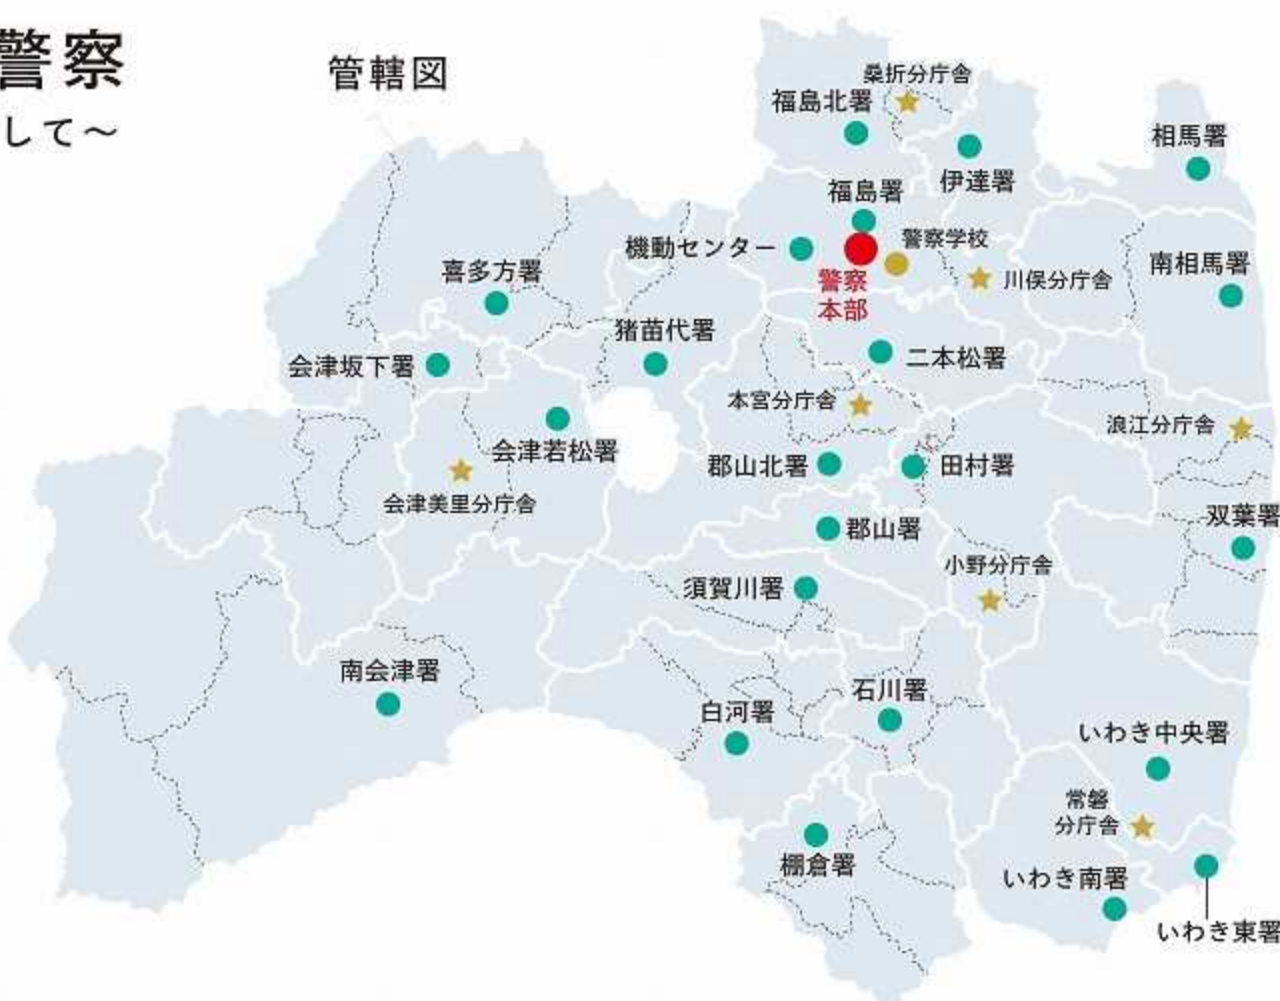 警察
して～
管轄図
桑折分庁舎
福島北署
相馬署
伊達署
福島署
警察学校
機動センター
南相馬署
喜多方署
川俣分庁舎
警察
本部
猪苗代署
会津坂下署
二本松署
本宮分庁舎
浪江分庁舎
会津若松署
郡山北署
田村署
会津美里分庁舎
双葉署
郡山署
小野分庁舎
須賀川署
南会津署
石川署
白河署
いわき中央署
常磐
分庁舎
棚倉署
いわき南署
いわき東署